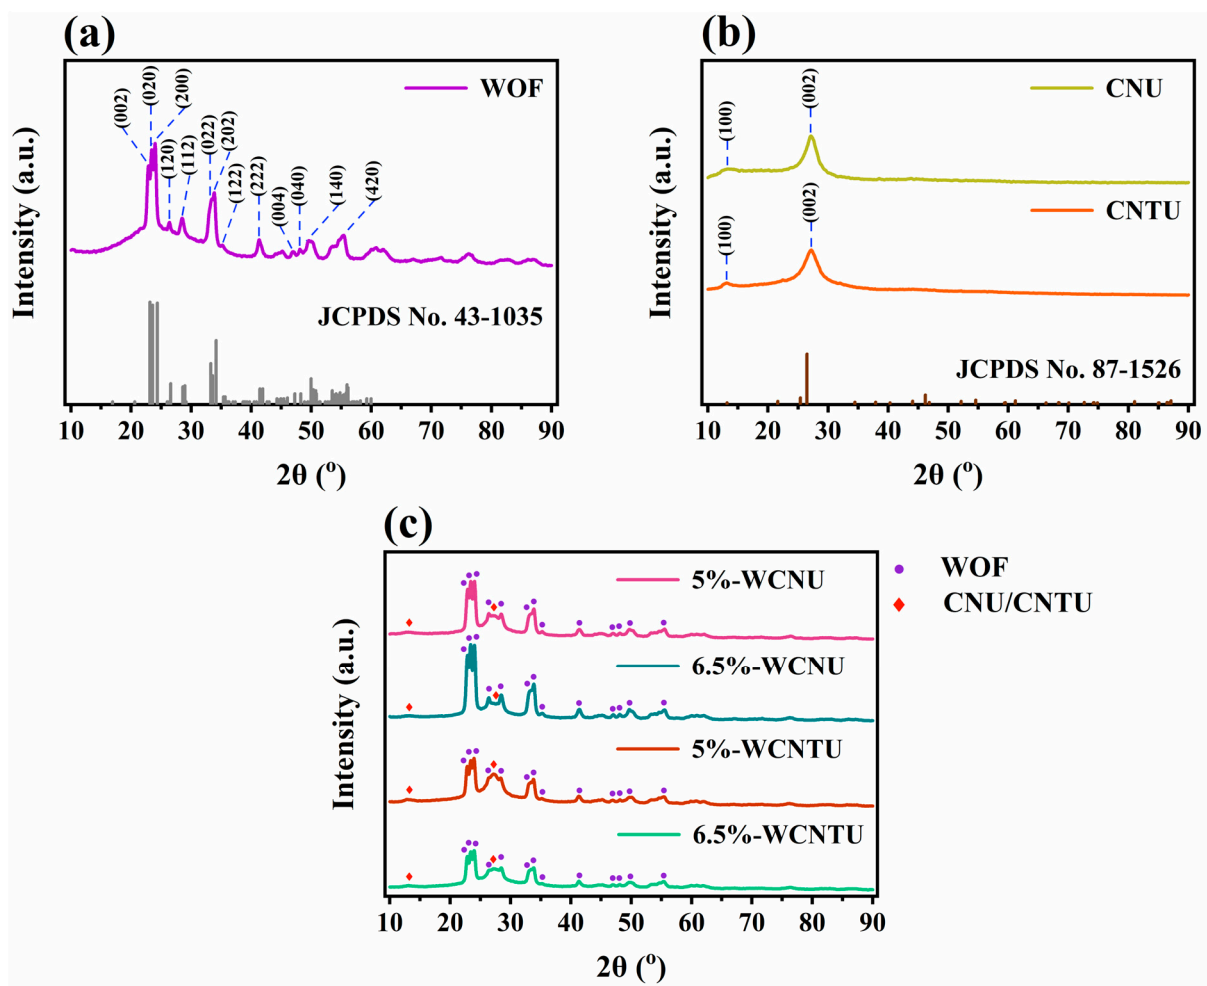 (a)
WOF
(002)
(020)
(200)
(120)
(112)
(022)
(202)
(122)
(222)
(004)
(040)
(140)
(420)
JCPDS No. 43-1035
Intensity (a.u.)
10 20 30 40 50 60 70 80 90
2θ (°)
(b)
CNU
(100)
(002)
CNTU
(100)
(002)
JCPDS No. 87-1526
Intensity (a.u.)
10 20 30 40 50 60 70 80 90
2θ (°)
(c)
5%-WCNU
6.5%-WCNU
5%-WCNTU
6.5%-WCNTU
WOF
CNU/CNTU
Intensity (a.u.)
10 20 30 40 50 60 70 80 90
2θ (°)